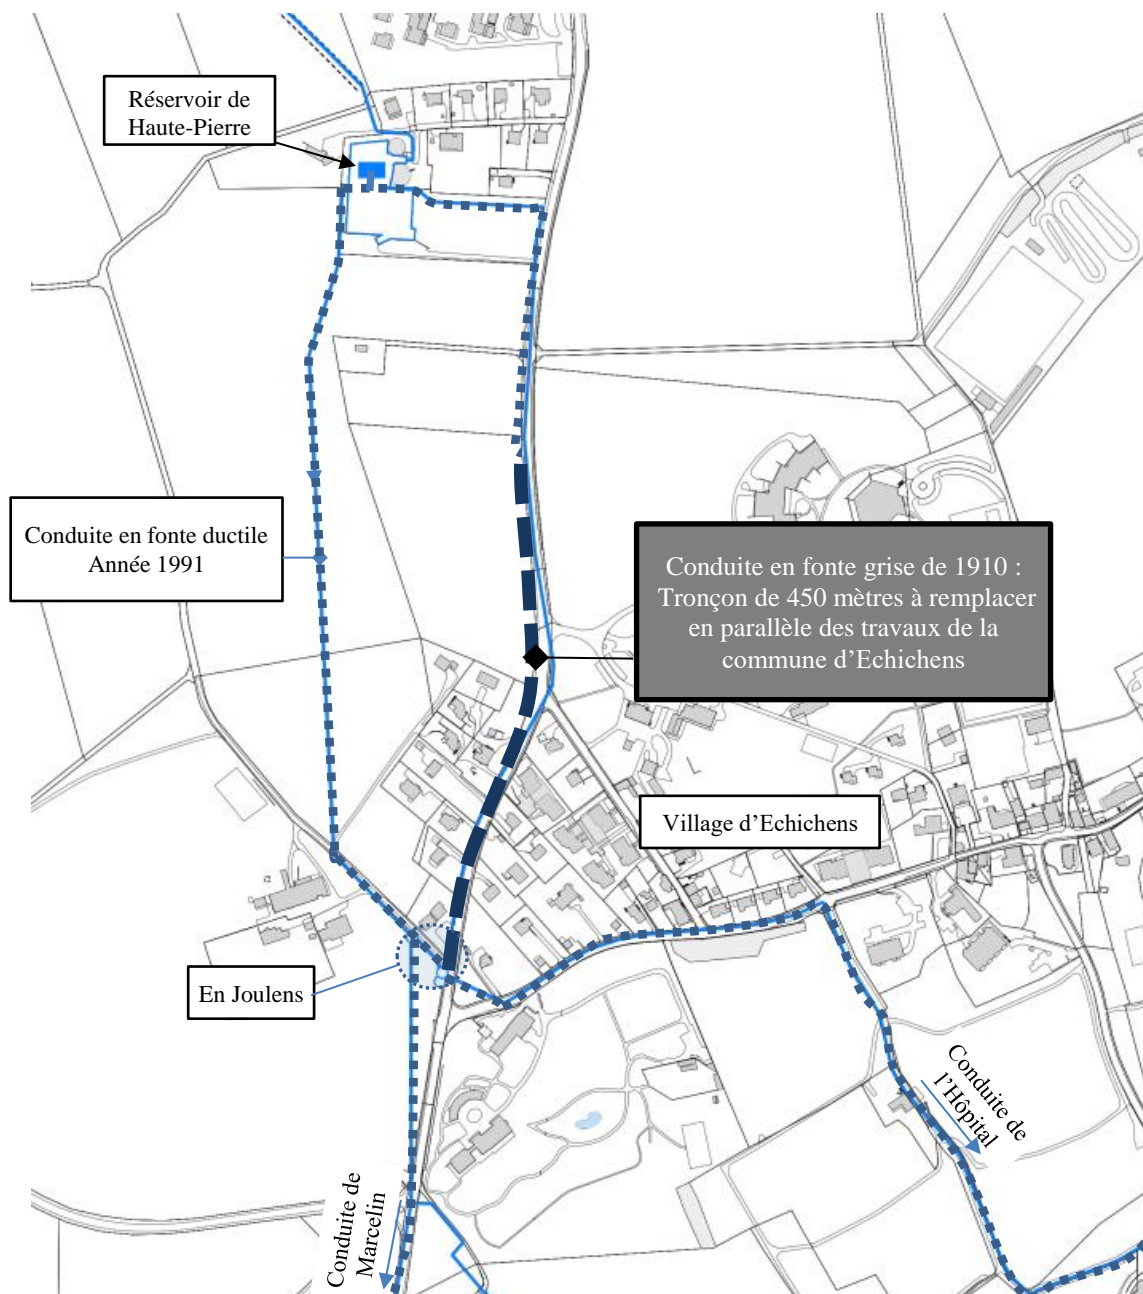 Réservoir de
Haute-Pierre
Conduite en fonte ductile
Année 1991
Conduite en fonte grise de 1910 :
Tronçon de 450 mètres à remplacer
en parallèle des travaux de la
commune d’Echichens
Village d’Echichens
En Joulens
Conduite de
l’Hôpital
Conduite de
Marcelin